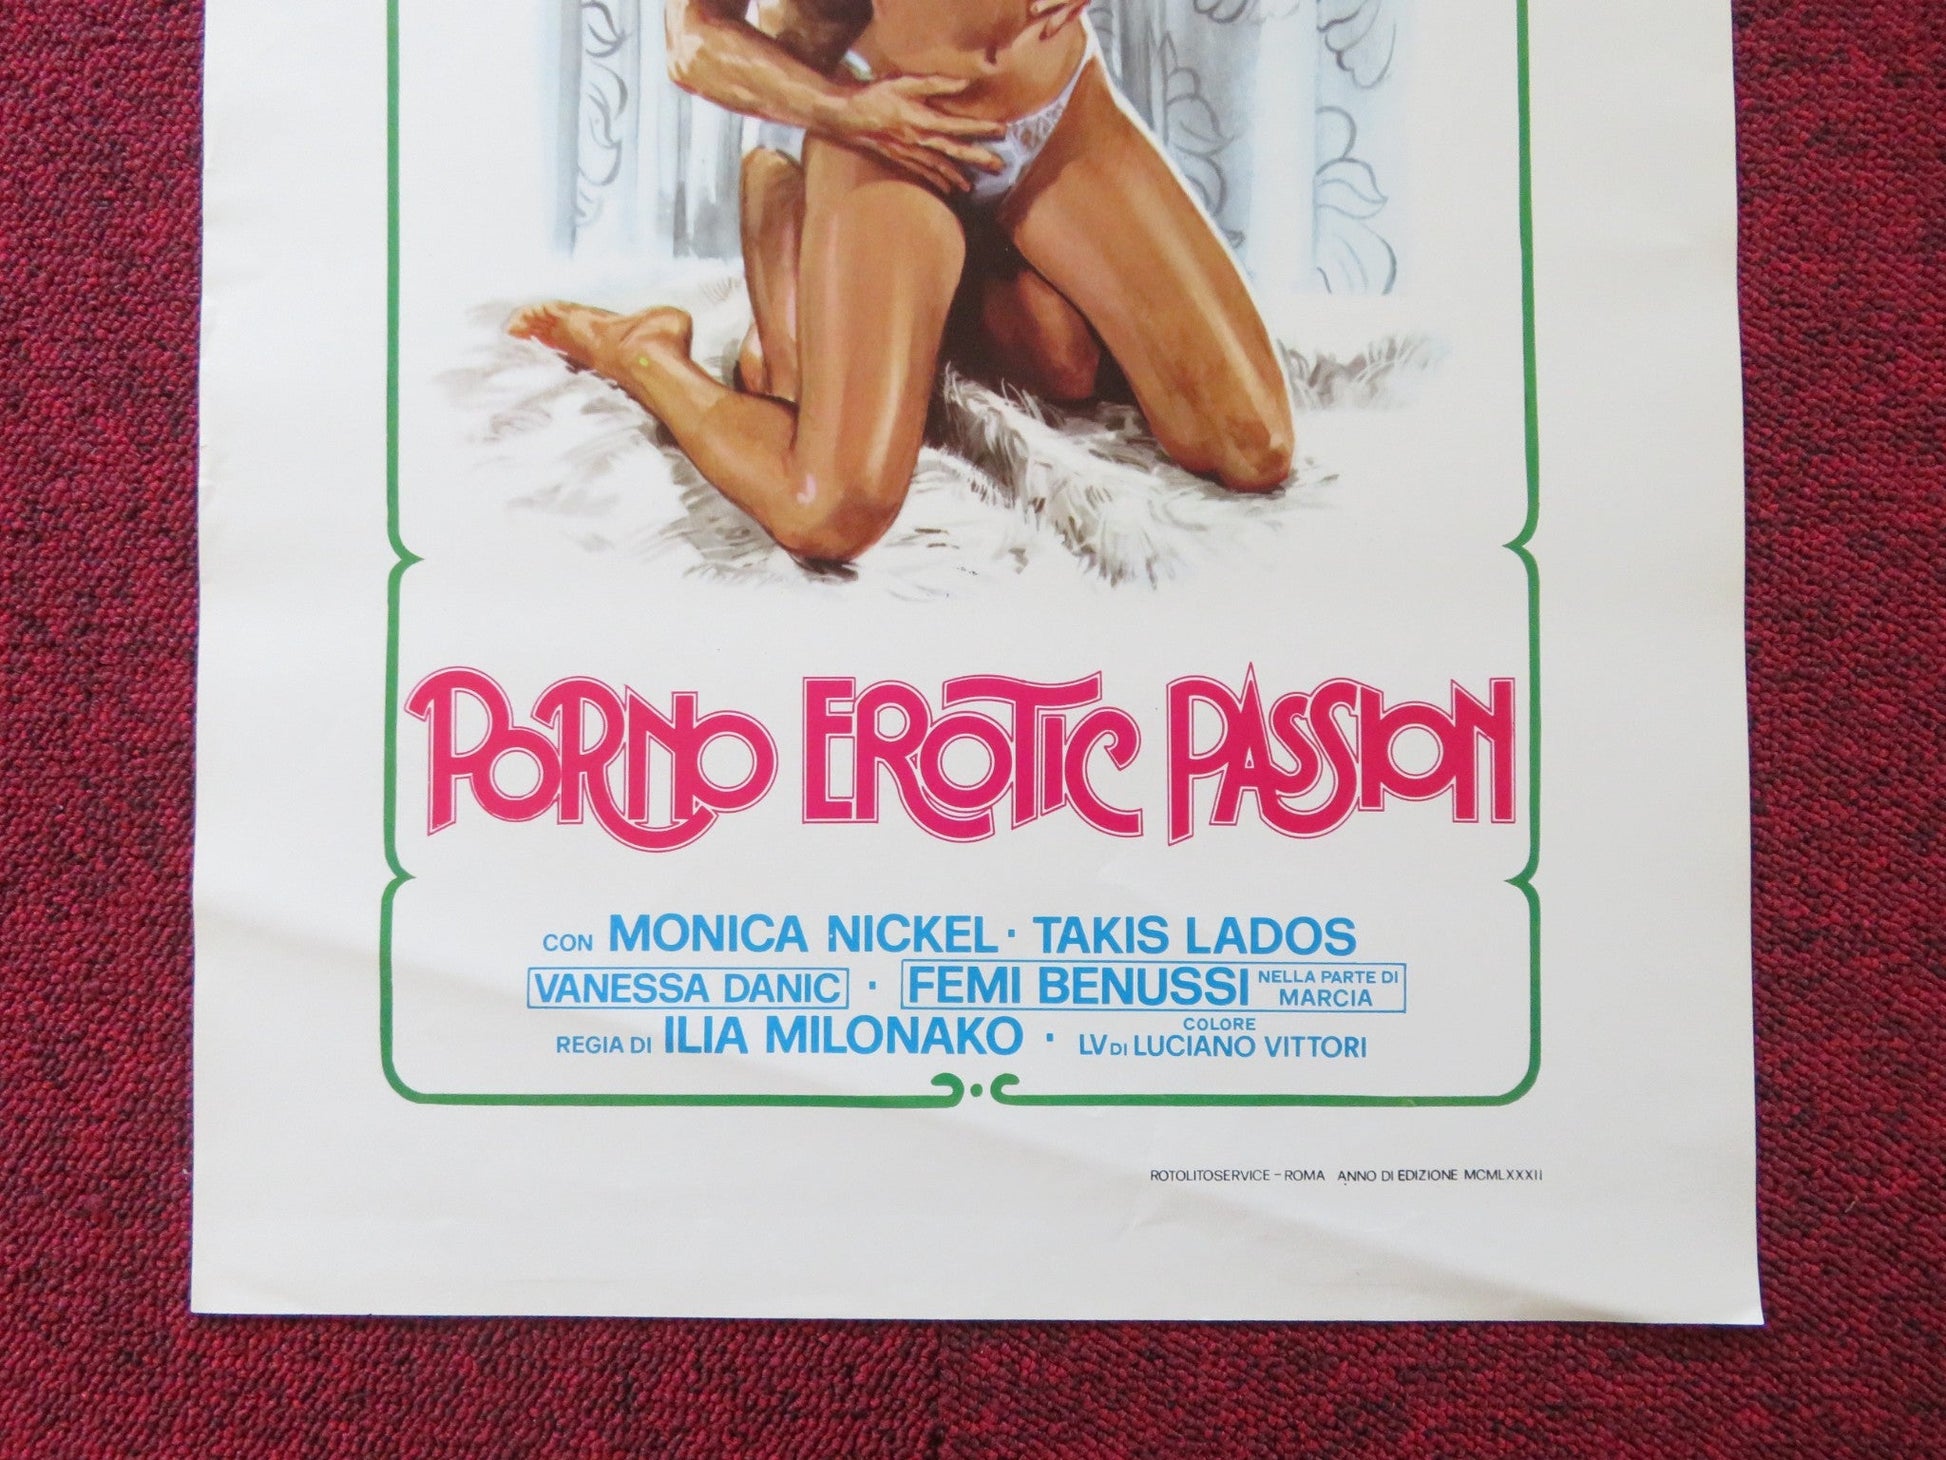 PORNO EROTIC PASSION
CON MONICA NICKEL · TAKIS LADOS
VANESSA DANIC · FEMI BENUSSI NELLA PARTE DI MARCIA
REGIA DI ILIA MILONAKO · COLORE LV DI LUCIANO VITTORI
ROTOLITOSERVICE – ROMA ANNO DI EDIZIONE MCMLXXXII